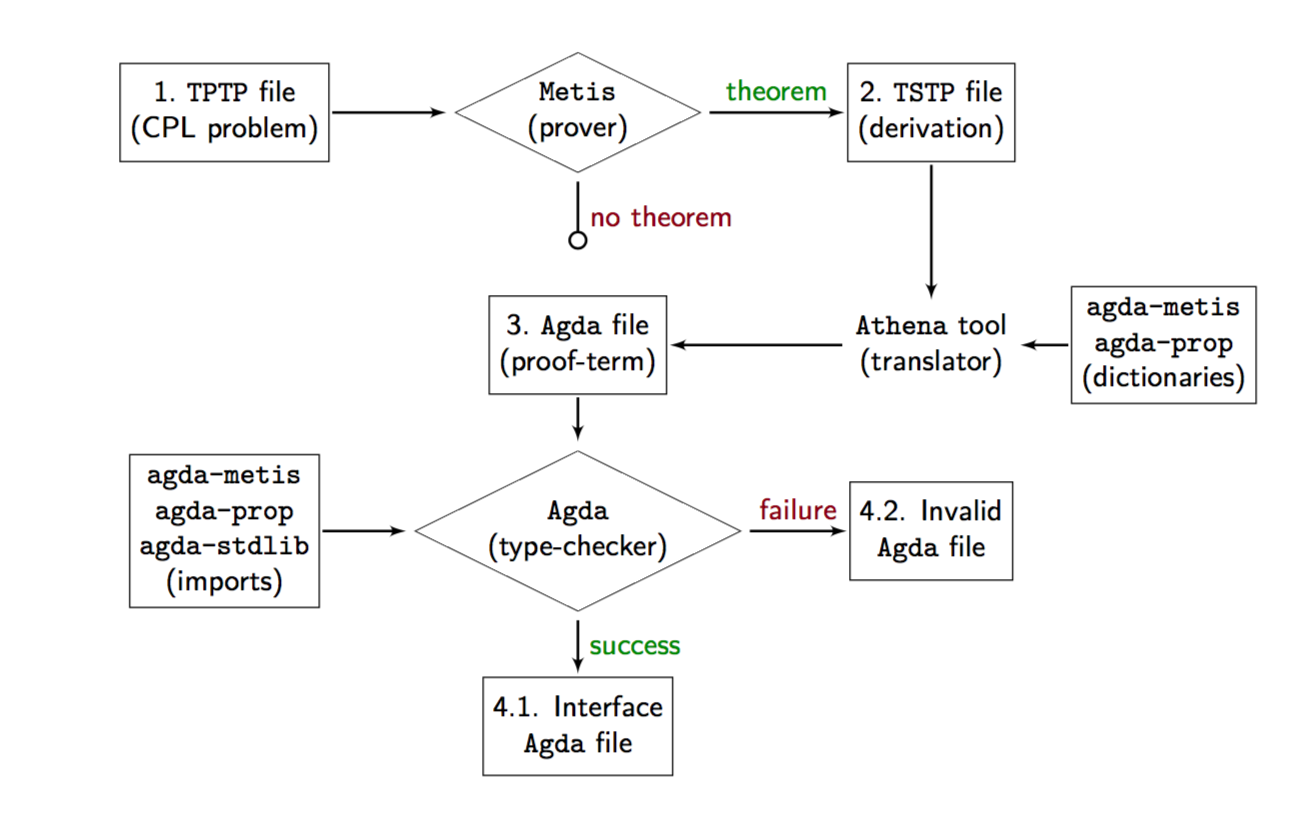 1. TPTP file
(CPL problem)
Metis
(prover)
theorem
2. TSTP file
(derivation)
no theorem
3. Agda file
(proof-term)
Athena tool
(translator)
agda-metis
agda-prop
(dictionaries)
agda-metis
agda-prop
agda-stdlib
(imports)
Agda
(type-checker)
failure
4.2. Invalid
Agda file
success
4.1. Interface
Agda file